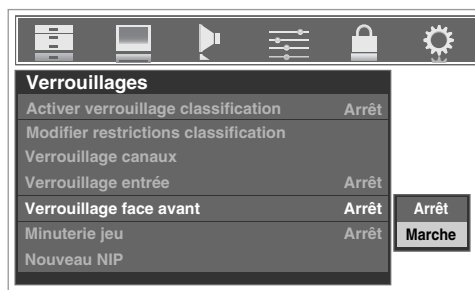 Verrouillages
Activer verrouillage classification Arrêt
Modifier restrictions classification
Verrouillage canaux
Verrouillage entrée Arrêt
Verrouillage face avant Arrêt Arrêt
Minuterie jeu Arrêt Marche
Nouveau NIP